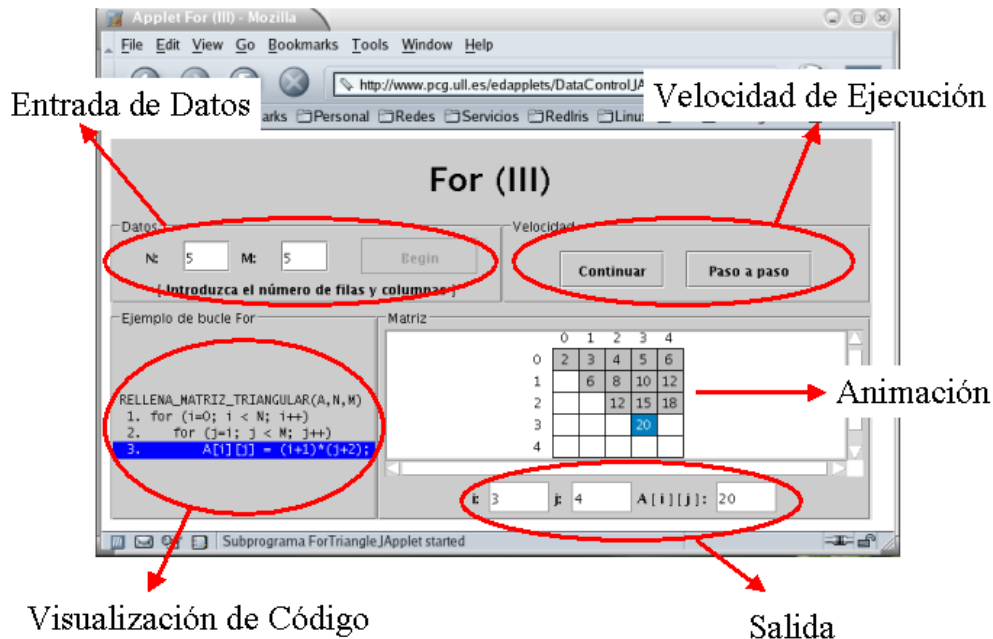 Applet For (III) - Mozilla
File Edit View Go Bookmarks Tools Window Help
http://www.pcg.ull.es/edapplets/DataControlJA
Entrada de Datos
Velocidad de Ejecución
arks Personal Redes Servicios RedIris Linu
For (III)
Datos
Velocidad
N: 5 M: 5 Begin
Continuar Paso a paso
[ Introduzca el número de filas y columnas ]
Ejemplo de bucle For
Matriz
0 1 2 3 4
0 2 3 4 5 6
1 6 8 10 12
2 12 15 18
3 20
4
Animación
RELLENA_MATRIZ_TRIANGULAR(A,N,M)
1. for (i=0; i < N; i++)
2. for (j=i; j < M; j++)
3. A[i][j] = (i+1)*(j+2);
i: 3 j: 4 A[i][j]: 20
Subprograma ForTriangleJApplet started
Visualización de Código
Salida